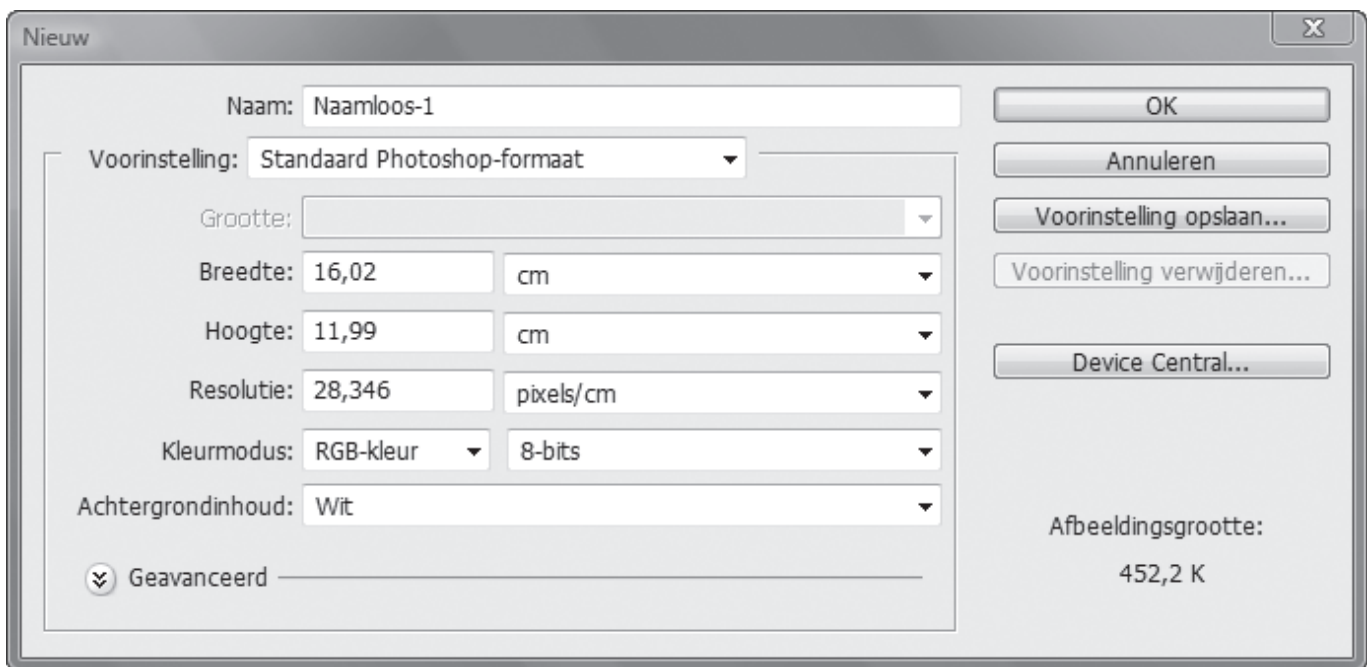 Nieuw
Naam: Naamloos-1
OK
Voorinstelling: Standaard Photoshop-formaat
Annuleren
Grootte:
Voorinstelling opslaan...
Breedte: 16,02 cm
Voorinstelling verwijderen...
Hoogte: 11,99 cm
Device Central...
Resolutie: 28,346 pixels/cm
Kleurmodus: RGB-kleur 8-bits
Achtergrondinhoud: Wit
Afbeeldingsgrootte:
452,2 K
Geavanceerd